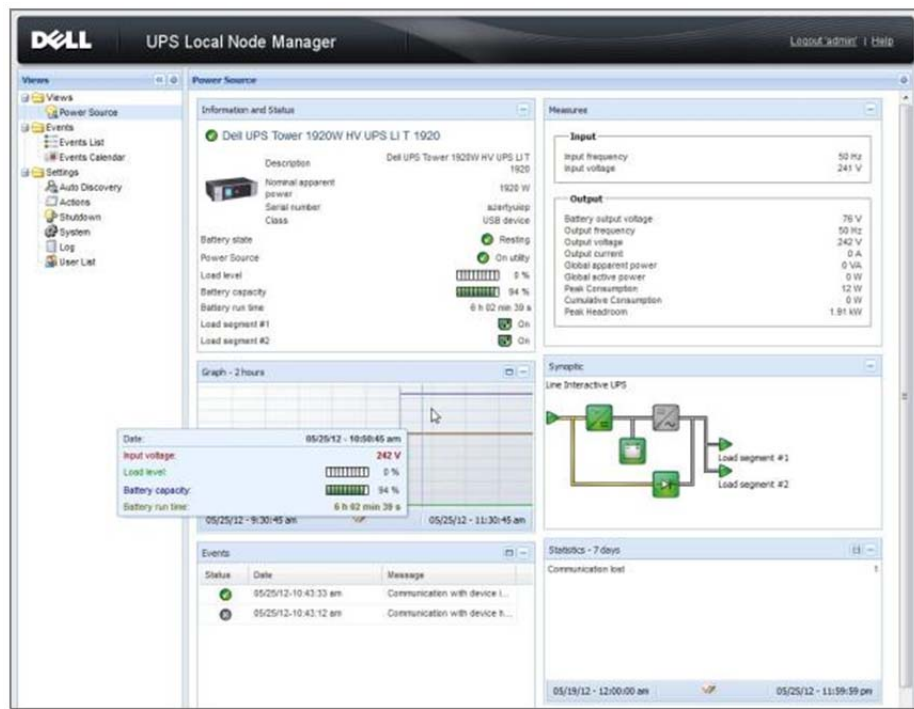 DELL UPS Local Node Manager Logout 'admin' | Help
Views
Views
Power Source
Events
Events List
Events Calendar
Settings
Auto Discovery
Actions
Shutdown
System
Log
User List
Power Source
Information and Status
Dell UPS Tower 1920W HV UPS LI T 1920
Description Dell UPS Tower 1920W HV UPS LI T
1920
Nominal apparent
power 1920 W
Serial number azertyuiop
Class USB device
Battery state Resting
Power Source On utility
Load level 0 %
Battery capacity 94 %
Battery run time 6 h 02 min 39 s
Load segment #1 On
Load segment #2 On
Graph - 2 hours
Date: 05/25/12 - 10:50:45 am
Input voltage: 242 V
Load level: 0 %
Battery capacity: 94 %
Battery run time: 6 h 02 min 39 s
05/25/12 - 9:30:45 am 05/25/12 - 11:30:45 am
Events
Status Date Message
05/25/12-10:43:33 am Communication with device i...
05/25/12-10:43:12 am Communication with device h...
Measures
Input
Input frequency 50 Hz
Input voltage 241 V
Output
Battery output voltage 76 V
Output frequency 50 Hz
Output voltage 242 V
Output current 0 A
Global apparent power 0 VA
Global active power 0 W
Peak Consumption 12 W
Cumulative Consumption 0 W
Peak Headroom 1.91 kW
Synoptic
Line Interactive UPS
Load segment #1
Load segment #2
Statistics - 7 days
Communication lost 1
05/19/12 - 12:00:00 am 05/25/12 - 11:59:59 pm